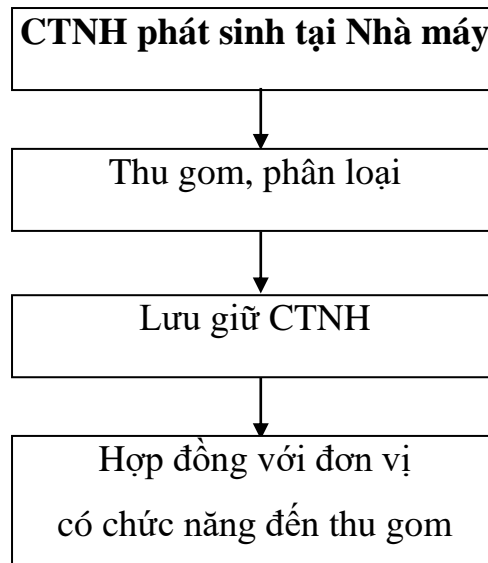 CTNH phát sinh tại Nhà máy
Thu gom, phân loại
Lưu giữ CTNH
Hợp đồng với đơn vị
có chức năng đến thu gom